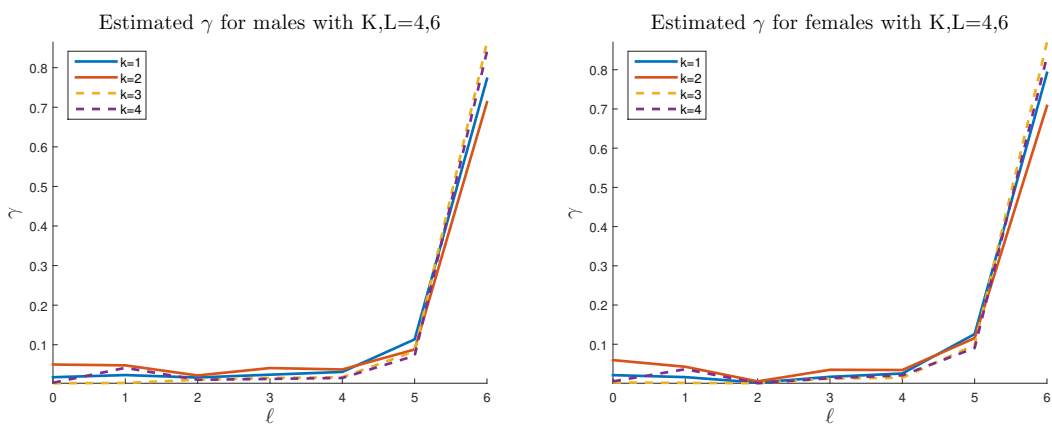 Estimated γ for males with K,L=4,6
k=1
k=2
k=3
k=4
0.8
0.7
0.6
0.5
0.4
0.3
0.2
0.1
γ
0 1 2 3 4 5 6
ℓ
Estimated γ for females with K,L=4,6
k=1
k=2
k=3
k=4
0.8
0.7
0.6
0.5
0.4
0.3
0.2
0.1
γ
0 1 2 3 4 5 6
ℓ